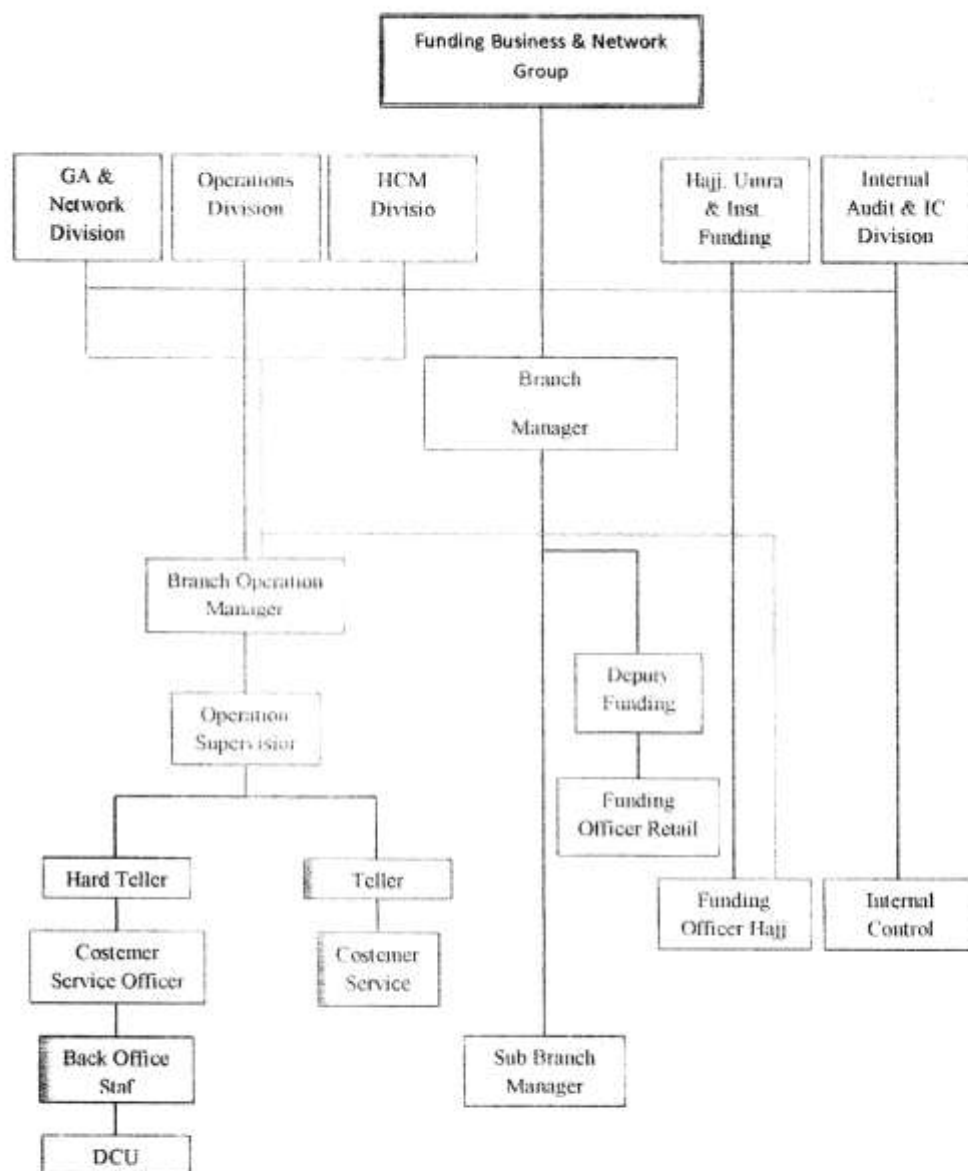 Funding Business & Network
Group
GA &
Network
Division
Operations
Division
HCM
Divisio
Hajj. Umra
& Inst.
Funding
Internal
Audit & IC
Division
Branch
Manager
Branch Operation
Manager
Deputy
Funding
Operation
Supervisior
Funding
Officer Retail
Hard Teller
Teller
Funding
Officer Hajj
Internal
Control
Costemer
Service Officer
Costemer
Service
Back Office
Staf
Sub Branch
Manager
DCU